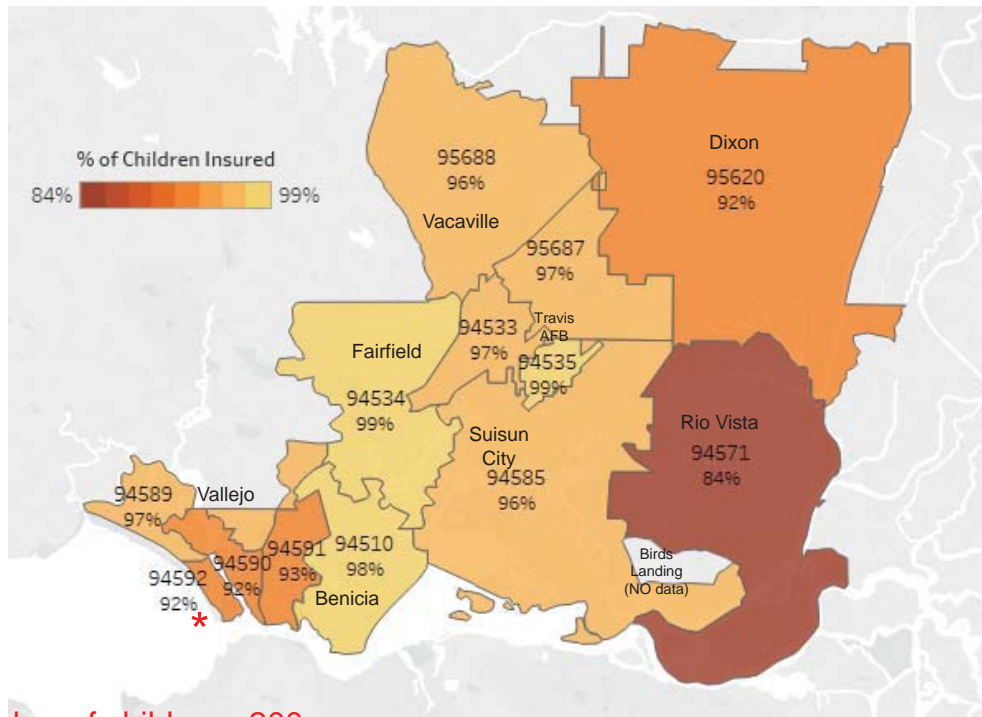 % of Children Insured
84%
99%
95688
96%
Vacaville
Dixon
95620
92%
95687
97%
Travis
AFB
94533
97%
94535
99%
Fairfield
94534
99%
Suisun
City
94585
96%
Rio Vista
94571
84%
94589
97%
Vallejo
94592
92%
*
94590
92%
94591
93%
94510
98%
Benicia
Birds
Landing
(NO data)